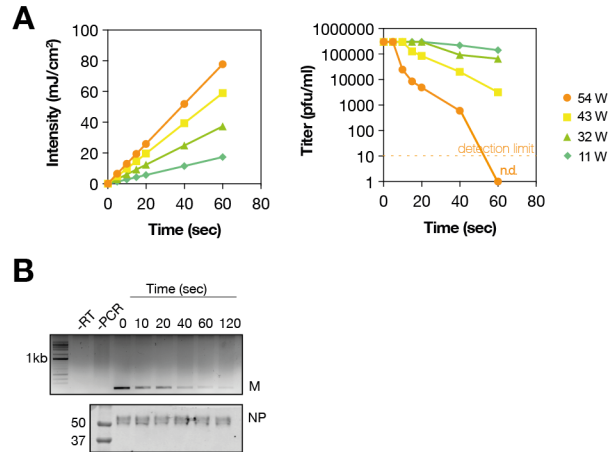 A
Intensity (mJ/cm²)
100
80
60
40
20
0
0 20 40 60 80
Time (sec)
Titer (pfu/ml)
1000000
100000
10000
1000
100
10
1
detection limit
n.d.
0 20 40 60 80
Time (sec)
54 W
43 W
32 W
11 W
B
Time (sec)
-RT -PCR 0 10 20 40 60 120
1kb
M
NP
50
37